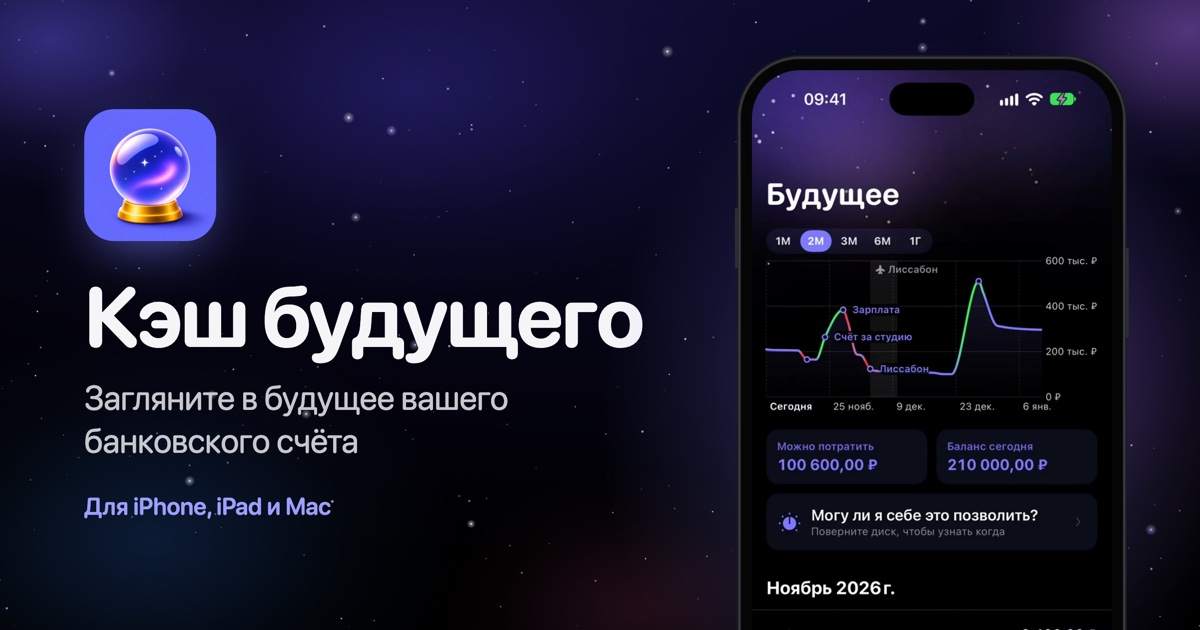 Кэш будущего
Загляните в будущее вашего
банковского счёта
Для iPhone, iPad и Mac
09:41
Будущее
1М 2М 3М 6М 1Г
600 тыс. ₽
Лиссабон
400 тыс. ₽
Зарплата
Счёт за студию
200 тыс. ₽
Лиссабон
0 ₽
Сегодня 25 нояб. 9 дек. 23 дек. 6 янв.
Можно потратить
100 600,00 ₽
Баланс сегодня
210 000,00 ₽
Могу ли я себе это позволить?
Поверните диск, чтобы узнать когда
Ноябрь 2026 г.